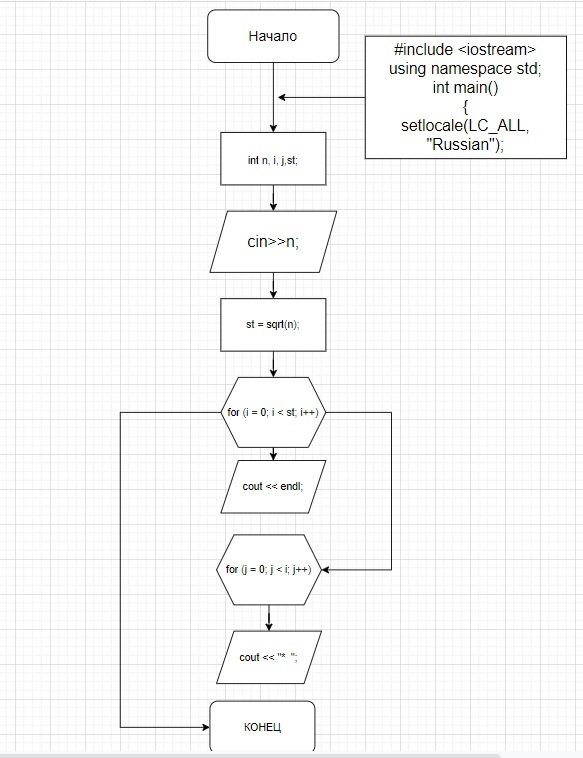 Начало
#include <iostream>
using namespace std;
int main()
{
setlocale(LC_ALL,
"Russian");
int n, i, j,st;
cin>>n;
st = sqrt(n);
for (i = 0; i < st; i++)
cout << endl;
for (j = 0; j < i; j++)
cout << "* ";
КОНЕЦ